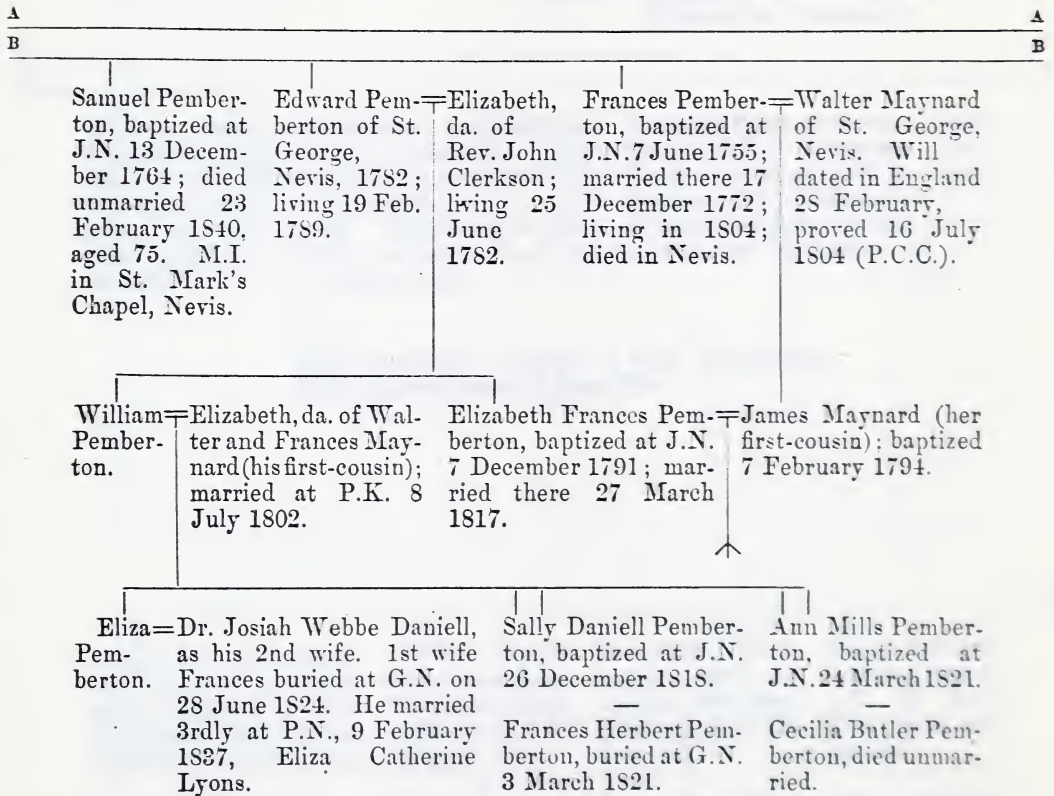 A A
B B
Samuel Pember-
ton, baptized at
J.N. 13 Decem-
ber 1764; died
unmarried 23
February 1840,
aged 75. M.I.
in St. Mark's
Chapel, Nevis.
Edward Pem-
berton of St.
George,
Nevis, 1782;
living 19 Feb.
1789.
Elizabeth,
da. of
Rev. John
Clerkson;
living 25
June
1782.
Frances Pember-
ton, baptized at
J.N. 7 June 1755;
married there 17
December 1772;
living in 1804;
died in Nevis.
Walter Maynard
of St. George,
Nevis. Will
dated in England
28 February,
proved 16 July
1804 (P.C.C.).
William
Pember-
ton.
Elizabeth, da. of Wal-
ter and Frances May-
nard (his first-cousin);
married at P.K. 8
July 1802.
Elizabeth Frances Pem-
berton, baptized at J.N.
7 December 1791; mar-
ried there 27 March
1817.
James Maynard (her
first-cousin); baptized
7 February 1794.
Eliza
Pem-
berton.
Dr. Josiah Webbe Daniell,
as his 2nd wife. 1st wife
Frances buried at G.N. on
28 June 1824. He married
3rdly at P.N., 9 February
1837, Eliza Catherine
Lyons.
Sally Daniell Pember-
ton, baptized at J.N.
26 December 1818.
—
Frances Herbert Pem-
berton, buried at G.N.
3 March 1821.
Ann Mills Pember-
ton, baptized at
J.N. 24 March 1821.
—
Cecilia Butler Pem-
berton, died unmar-
ried.